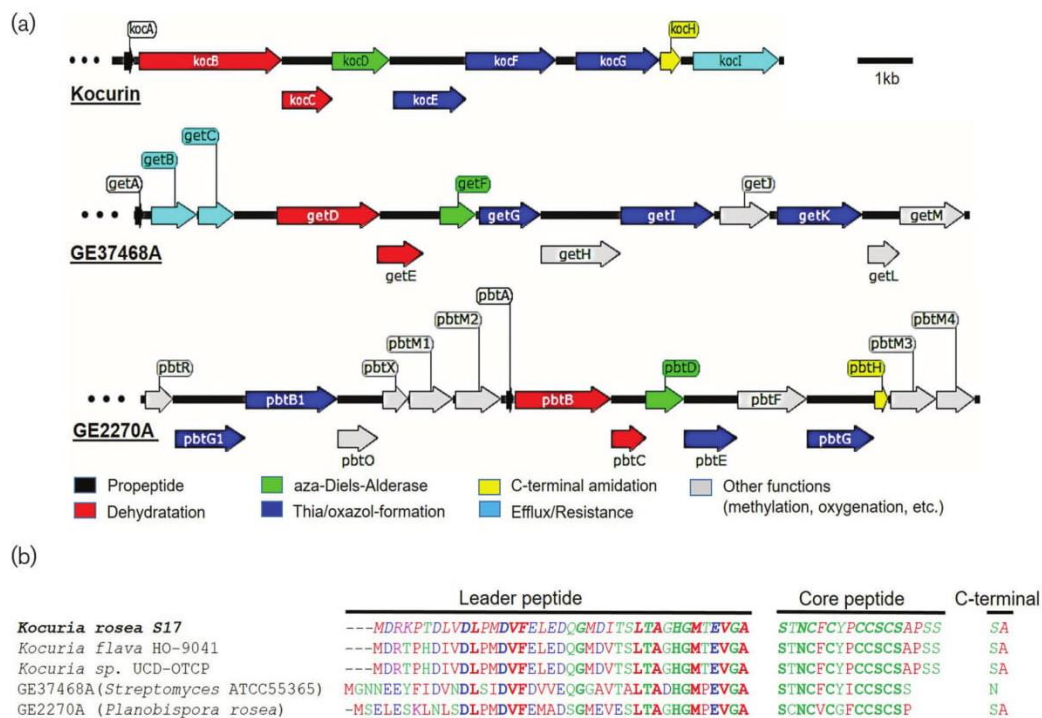 (a)
kocA kocH
kocB kocD kocF kocG kocI
Kocurin
kocC kocE
1kb
getC
getB
getA getF getJ
getD getG getI getK getM
GE37468A
getE getH getL
pbtA
pbtM2 pbtM4
pbtM1 pbtM3
pbtR pbtX pbtD pbtH
pbtB1 pbtB pbtF
GE2270A
pbtG1 pbtO pbtC pbtE pbtG
Propeptide aza-Diels-Alderase C-terminal amidation Other functions
Dehydratation Thia/oxazol-formation Efflux/Resistance (methylation, oxygenation, etc.)
(b)
Leader peptide Core peptide C-terminal
Kocuria rosea S17 ---MDRKPTDLVDLPMDVFELEDQGMDITSLTAGHGMTEVGA STNCFCYPCCSCSAPSS SA
Kocuria flava HO-9041 ---MDRTPHDIVDLPMDVFELEDQGMDVTSLTAGHGMTEVGA STNCFCYPCCSCSAPSS SA
Kocuria sp. UCD-OTCP ---MDRTPHDIVDLPMDVFELEDQGMDVTSLTAGHGMTEVGA STNCFCYPCCSCSAPSS SA
GE37468A(Streptomyces ATCC55365) MGNNEEYFIDVNDLSIDVFDVVEQGGAVTALTADHGMPEVGA STNCFCYICCSCSS N
GE2270A (Planobispora rosea) MSELESKLNLSDLPMDVFEMADSGMEVESLTAGHGMPEVGA SCNCVCGFCCSCSP SA